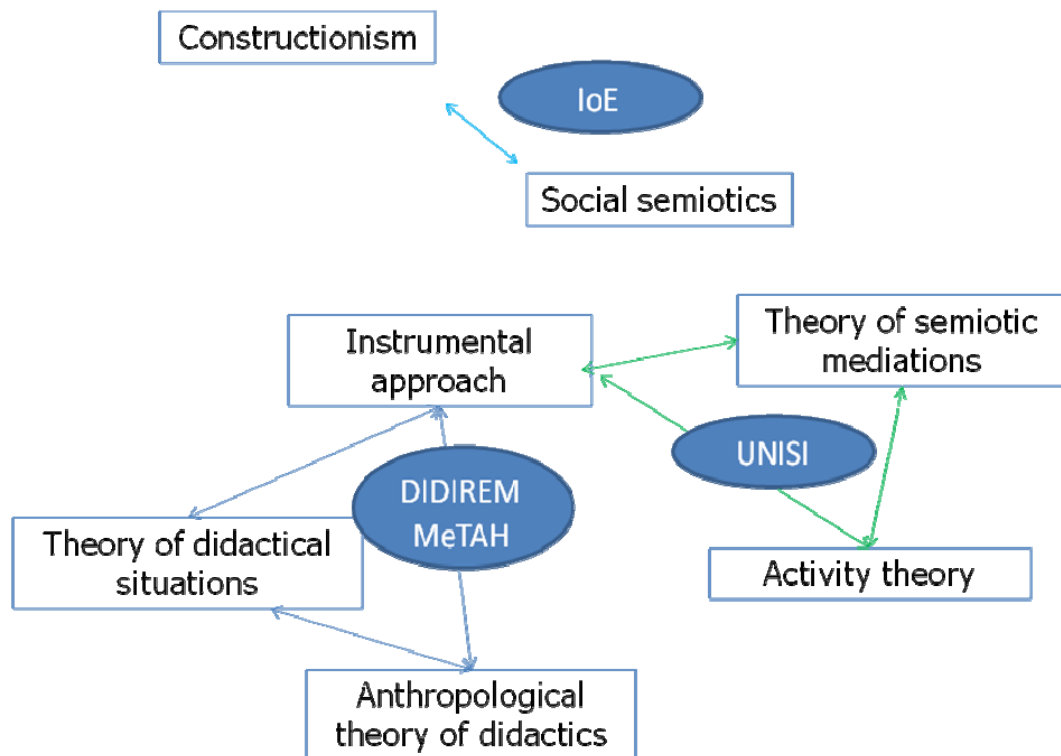 Constructionism
IoE
Social semiotics
Instrumental
approach
Theory of semiotic
mediations
UNISI
DIDIREM
MeTAH
Theory of didactical
situations
Activity theory
Anthropological
theory of didactics